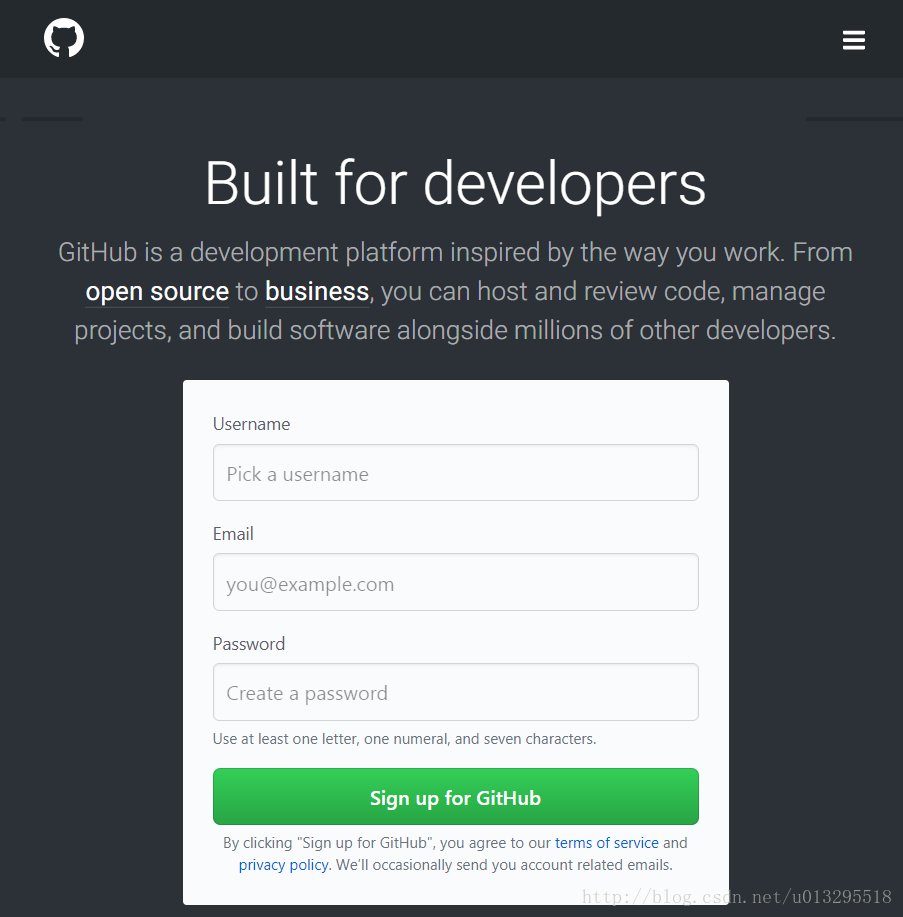 Built for developers
GitHub is a development platform inspired by the way you work. From
open source to business, you can host and review code, manage
projects, and build software alongside millions of other developers.
Username
Pick a username
Email
you@example.com
Password
Create a password
Use at least one letter, one numeral, and seven characters.
Sign up for GitHub
By clicking "Sign up for GitHub", you agree to our terms of service and
privacy policy. We’ll occasionally send you account related emails.
http://blog.csdn.net/u013295518